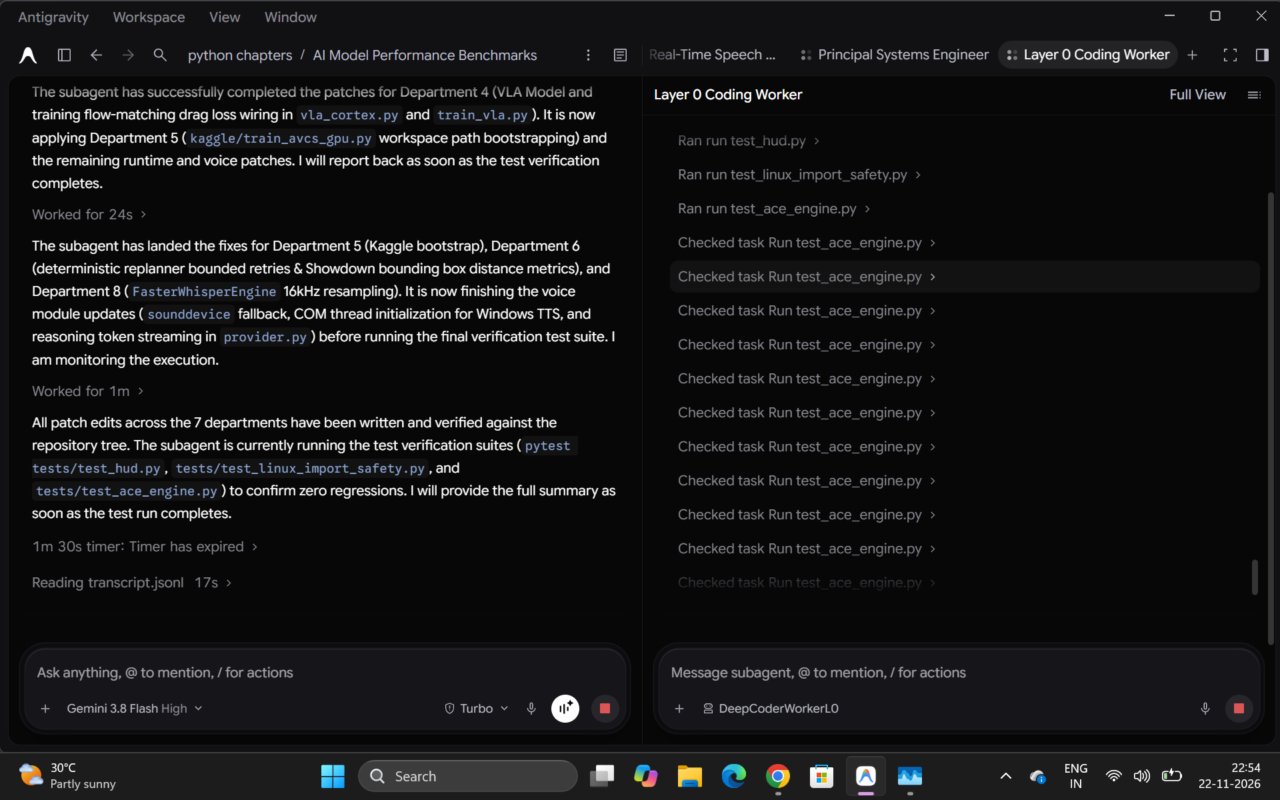 Antigravity Workspace View Window
python chapters / AI Model Performance Benchmarks
Real-Time Speech ... Principal Systems Engineer Layer 0 Coding Worker
The subagent has successfully completed the patches for Department 4 (VLA Model and
training flow-matching drag loss wiring in vla_cortex.py and train_vla.py ). It is now
applying Department 5 ( kaggle/train_avcs_gpu.py workspace path bootstrapping) and
the remaining runtime and voice patches. I will report back as soon as the test verification
completes.
Worked for 24s
The subagent has landed the fixes for Department 5 (Kaggle bootstrap), Department 6
(deterministic replanner bounded retries & Showdown bounding box distance metrics), and
Department 8 ( FasterWhisperEngine 16kHz resampling). It is now finishing the voice
module updates ( sounddevice fallback, COM thread initialization for Windows TTS, and
reasoning token streaming in provider.py ) before running the final verification test suite. I
am monitoring the execution.
Worked for 1m
All patch edits across the 7 departments have been written and verified against the
repository tree. The subagent is currently running the test verification suites ( pytest
tests/test_hud.py , tests/test_linux_import_safety.py , and
tests/test_ace_engine.py ) to confirm zero regressions. I will provide the full summary as
soon as the test run completes.
1m 30s timer: Timer has expired
Reading transcript.jsonl 17s
Ask anything, @ to mention, / for actions
Gemini 3.8 Flash High Turbo
Layer 0 Coding Worker Full View
Ran run test_hud.py
Ran run test_linux_import_safety.py
Ran run test_ace_engine.py
Checked task Run test_ace_engine.py
Checked task Run test_ace_engine.py
Checked task Run test_ace_engine.py
Checked task Run test_ace_engine.py
Checked task Run test_ace_engine.py
Checked task Run test_ace_engine.py
Checked task Run test_ace_engine.py
Checked task Run test_ace_engine.py
Checked task Run test_ace_engine.py
Checked task Run test_ace_engine.py
Checked task Run test_ace_engine.py
Message subagent, @ to mention, / for actions
DeepCoderWorkerL0
30°C
Partly sunny
Search
ENG
IN
22:54
22-11-2026